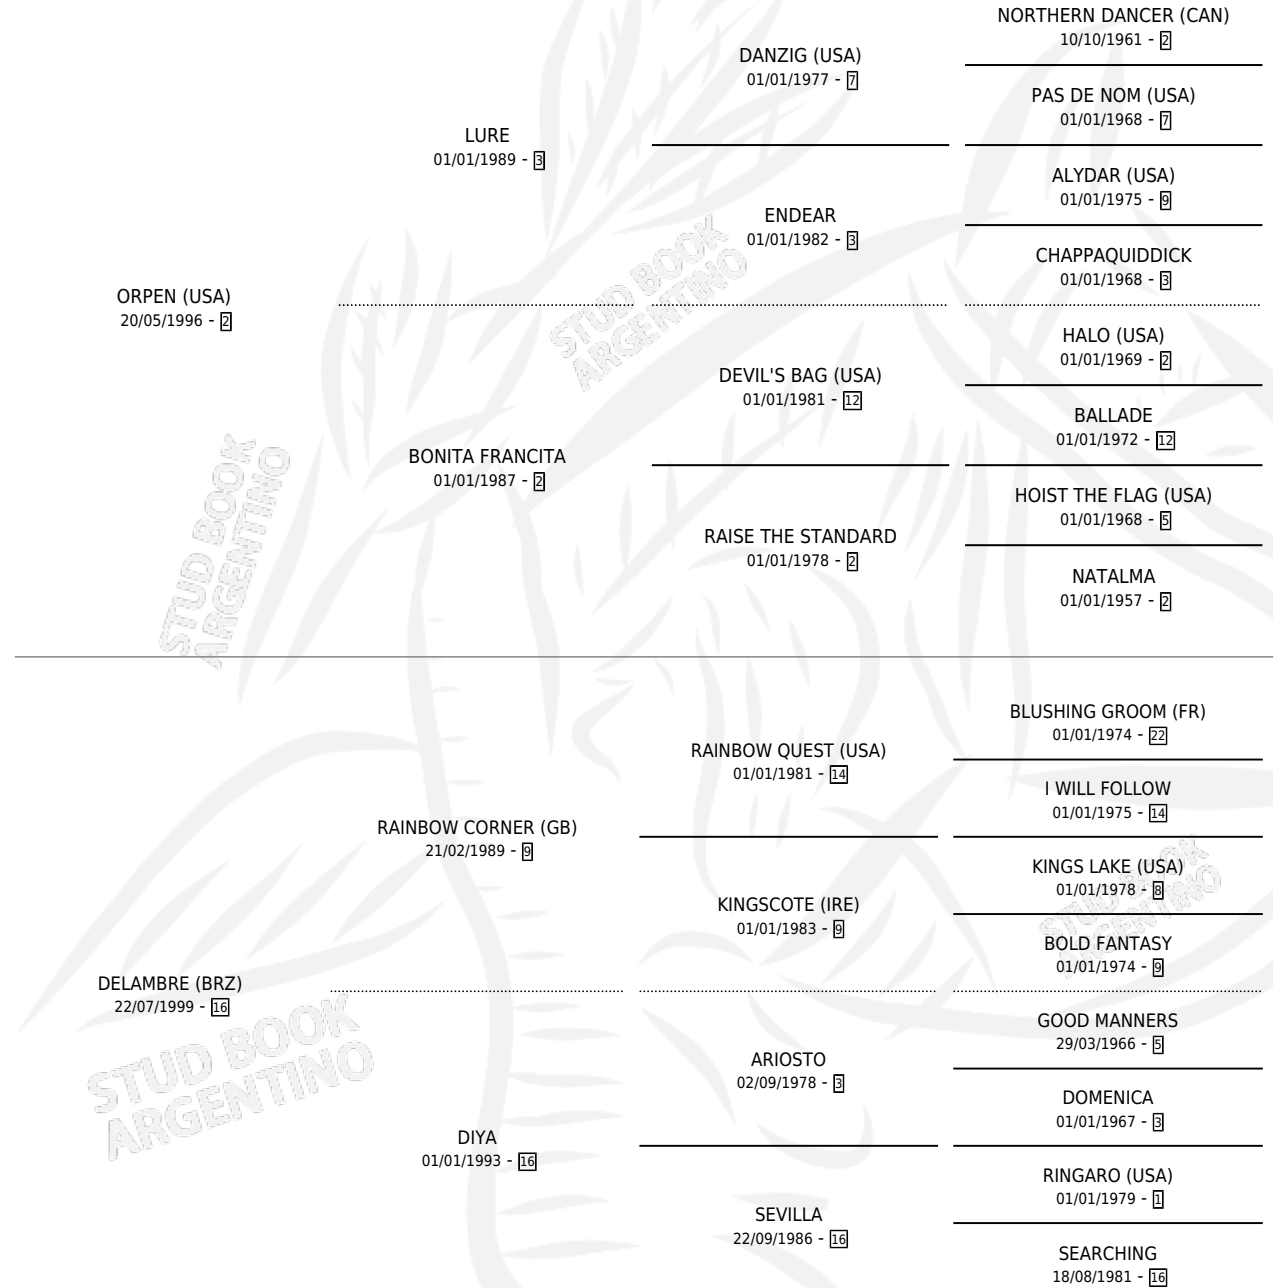 NORTHERN DANCER (CAN)
10/10/1961 - 2
DANZIG (USA)
01/01/1977 - 7
PAS DE NOM (USA)
01/01/1968 - 7
LURE
01/01/1989 - 3
ALYDAR (USA)
01/01/1975 - 9
ENDEAR
01/01/1982 - 3
CHAPPAQUIDDICK
01/01/1968 - 3
ORPEN (USA)
20/05/1996 - 2
STUD BOOK
ARGENTINO
HALO (USA)
01/01/1969 - 2
DEVIL'S BAG (USA)
01/01/1981 - 12
BALLADE
01/01/1972 - 12
BONITA FRANCITA
01/01/1987 - 2
HOIST THE FLAG (USA)
01/01/1968 - 5
RAISE THE STANDARD
01/01/1978 - 2
NATALMA
01/01/1957 - 2
STUD BOOK
ARGENTINO
BLUSHING GROOM (FR)
01/01/1974 - 22
RAINBOW QUEST (USA)
01/01/1981 - 14
I WILL FOLLOW
01/01/1975 - 14
RAINBOW CORNER (GB)
21/02/1989 - 9
KINGS LAKE (USA)
01/01/1978 - 8
KINGSCOTE (IRE)
01/01/1983 - 9
BOLD FANTASY
01/01/1974 - 9
STUD BOOK
ARGENTINO
DELAMBRE (BRZ)
22/07/1999 - 16
GOOD MANNERS
29/03/1966 - 5
ARIOSTO
02/09/1978 - 3
DOMENICA
01/01/1967 - 3
STUD BOOK
ARGENTINO
DIYA
01/01/1993 - 16
RINGARO (USA)
01/01/1979 - 1
SEVILLA
22/09/1986 - 16
SEARCHING
18/08/1981 - 16